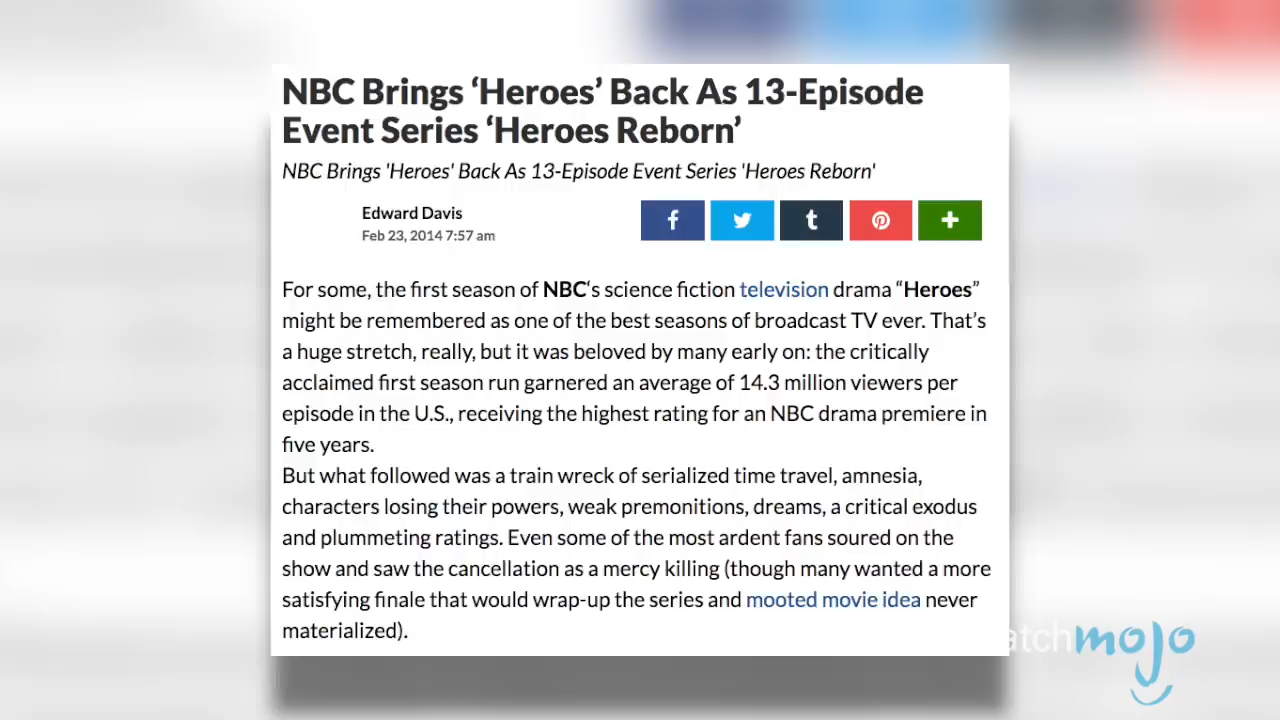 NBC Brings ‘Heroes’ Back As 13-Episode
Event Series ‘Heroes Reborn’
NBC Brings 'Heroes' Back As 13-Episode Event Series 'Heroes Reborn'
Edward Davis
Feb 23, 2014 7:57 am
For some, the first season of NBC‘s science fiction television drama “Heroes”
might be remembered as one of the best seasons of broadcast TV ever. That’s
a huge stretch, really, but it was beloved by many early on: the critically
acclaimed first season run garnered an average of 14.3 million viewers per
episode in the U.S., receiving the highest rating for an NBC drama premiere in
five years.
But what followed was a train wreck of serialized time travel, amnesia,
characters losing their powers, weak premonitions, dreams, a critical exodus
and plummeting ratings. Even some of the most ardent fans soured on the
show and saw the cancellation as a mercy killing (though many wanted a more
satisfying finale that would wrap-up the series and mooted movie idea never
materialized).
atchmojo